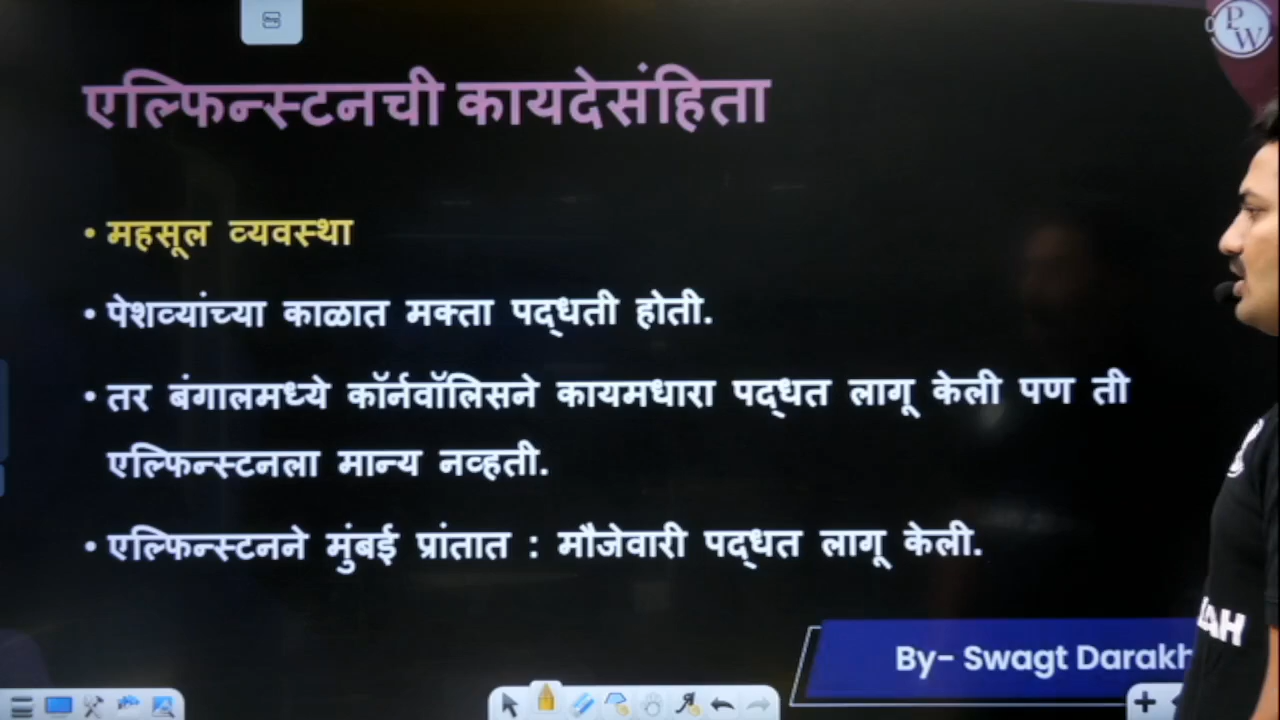 PW
एल्फिन्स्टनची कायदेसंहिता
• महसूल व्यवस्था
• पेशव्यांच्या काळात मक्ता पद्धती होती.
• तर बंगालमध्ये कॉर्नवॉलिसने कायमधारा पद्धत लागू केली पण ती
एल्फिन्स्टनला मान्य नव्हती.
• एल्फिन्स्टनने मुंबई प्रांतात : मौजेवारी पद्धत लागू केली.
By- Swagt Darakh